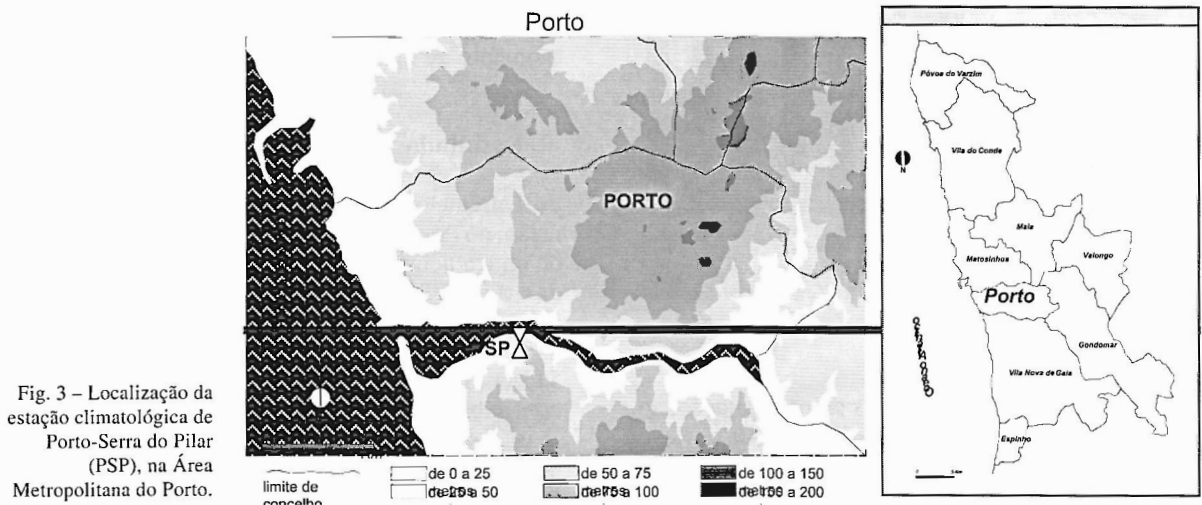 Porto
PORTO
SP
Fig. 3 – Localização da
estação climatológica de
Porto-Serra do Pilar
(PSP), na Área
Metropolitana do Porto.
limite de
concelho
de 0 a 25
de 25 a 50
de 50 a 75
de 75 a 100
de 100 a 150
de 150 a 200
Póvoa do Varzim
Vila do Conde
N
Maia
Matosinhos
Valongo
Porto
Gondomar
Vila Nova de Gaia
Espinho
0